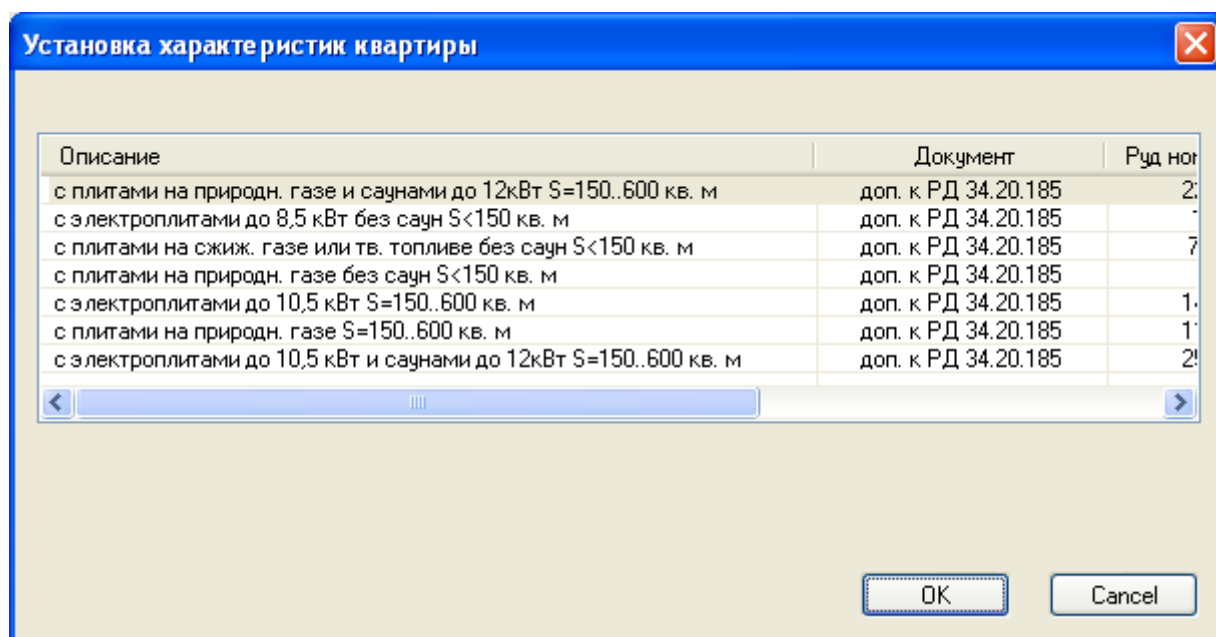 Установка характеристик квартиры
Описание Документ Руд
с плитами на природн. газе и саунами до 12кВт S=150..600 кв. м доп. к РД 34.20.185
с электроплитами до 8,5 кВт без саун S<150 кв. м доп. к РД 34.20.185
с плитами на сжиж. газе или тв. топливе без саун S<150 кв. м доп. к РД 34.20.185
с плитами на природн. газе без саун S<150 кв. м доп. к РД 34.20.185
с электроплитами до 10,5 кВт S=150..600 кв. м доп. к РД 34.20.185
с плитами на природн. газе S=150..600 кв. м доп. к РД 34.20.185
с электроплитами до 10,5 кВт и саунами до 12кВт S=150..600 кв. м доп. к РД 34.20.185
OK Cancel